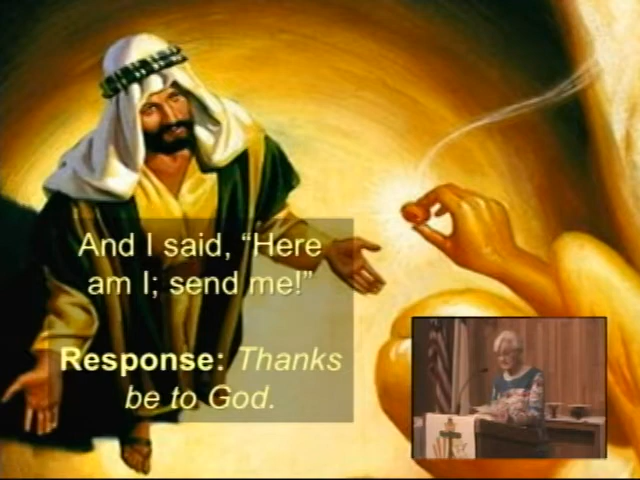 And I said, “Here
am I; send me!”
Response: Thanks
be to God.